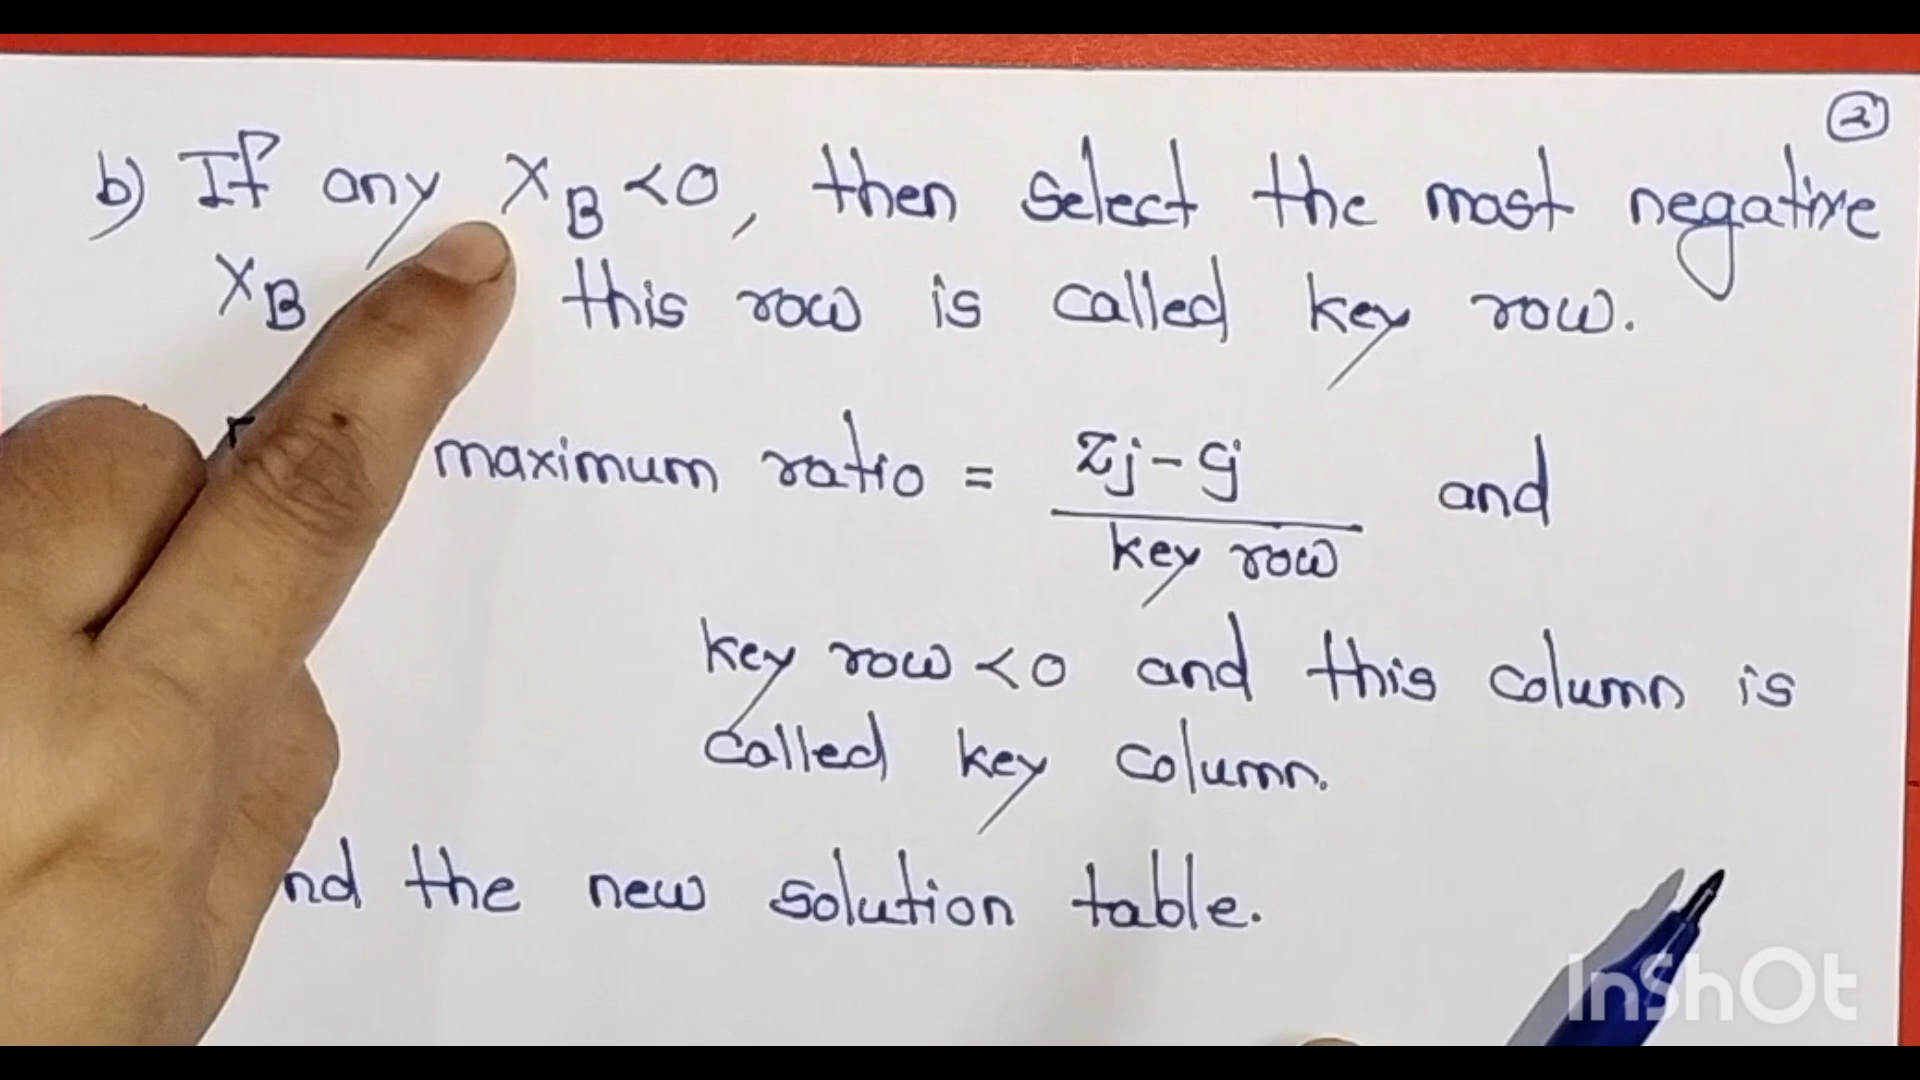 2
b) If any XB <0, then select the most negative
XB this row is called key row.
maximum ratio = Zj - Cj and
key row
key row <0 and this column is
called key column.
nd the new solution table.
InShOt